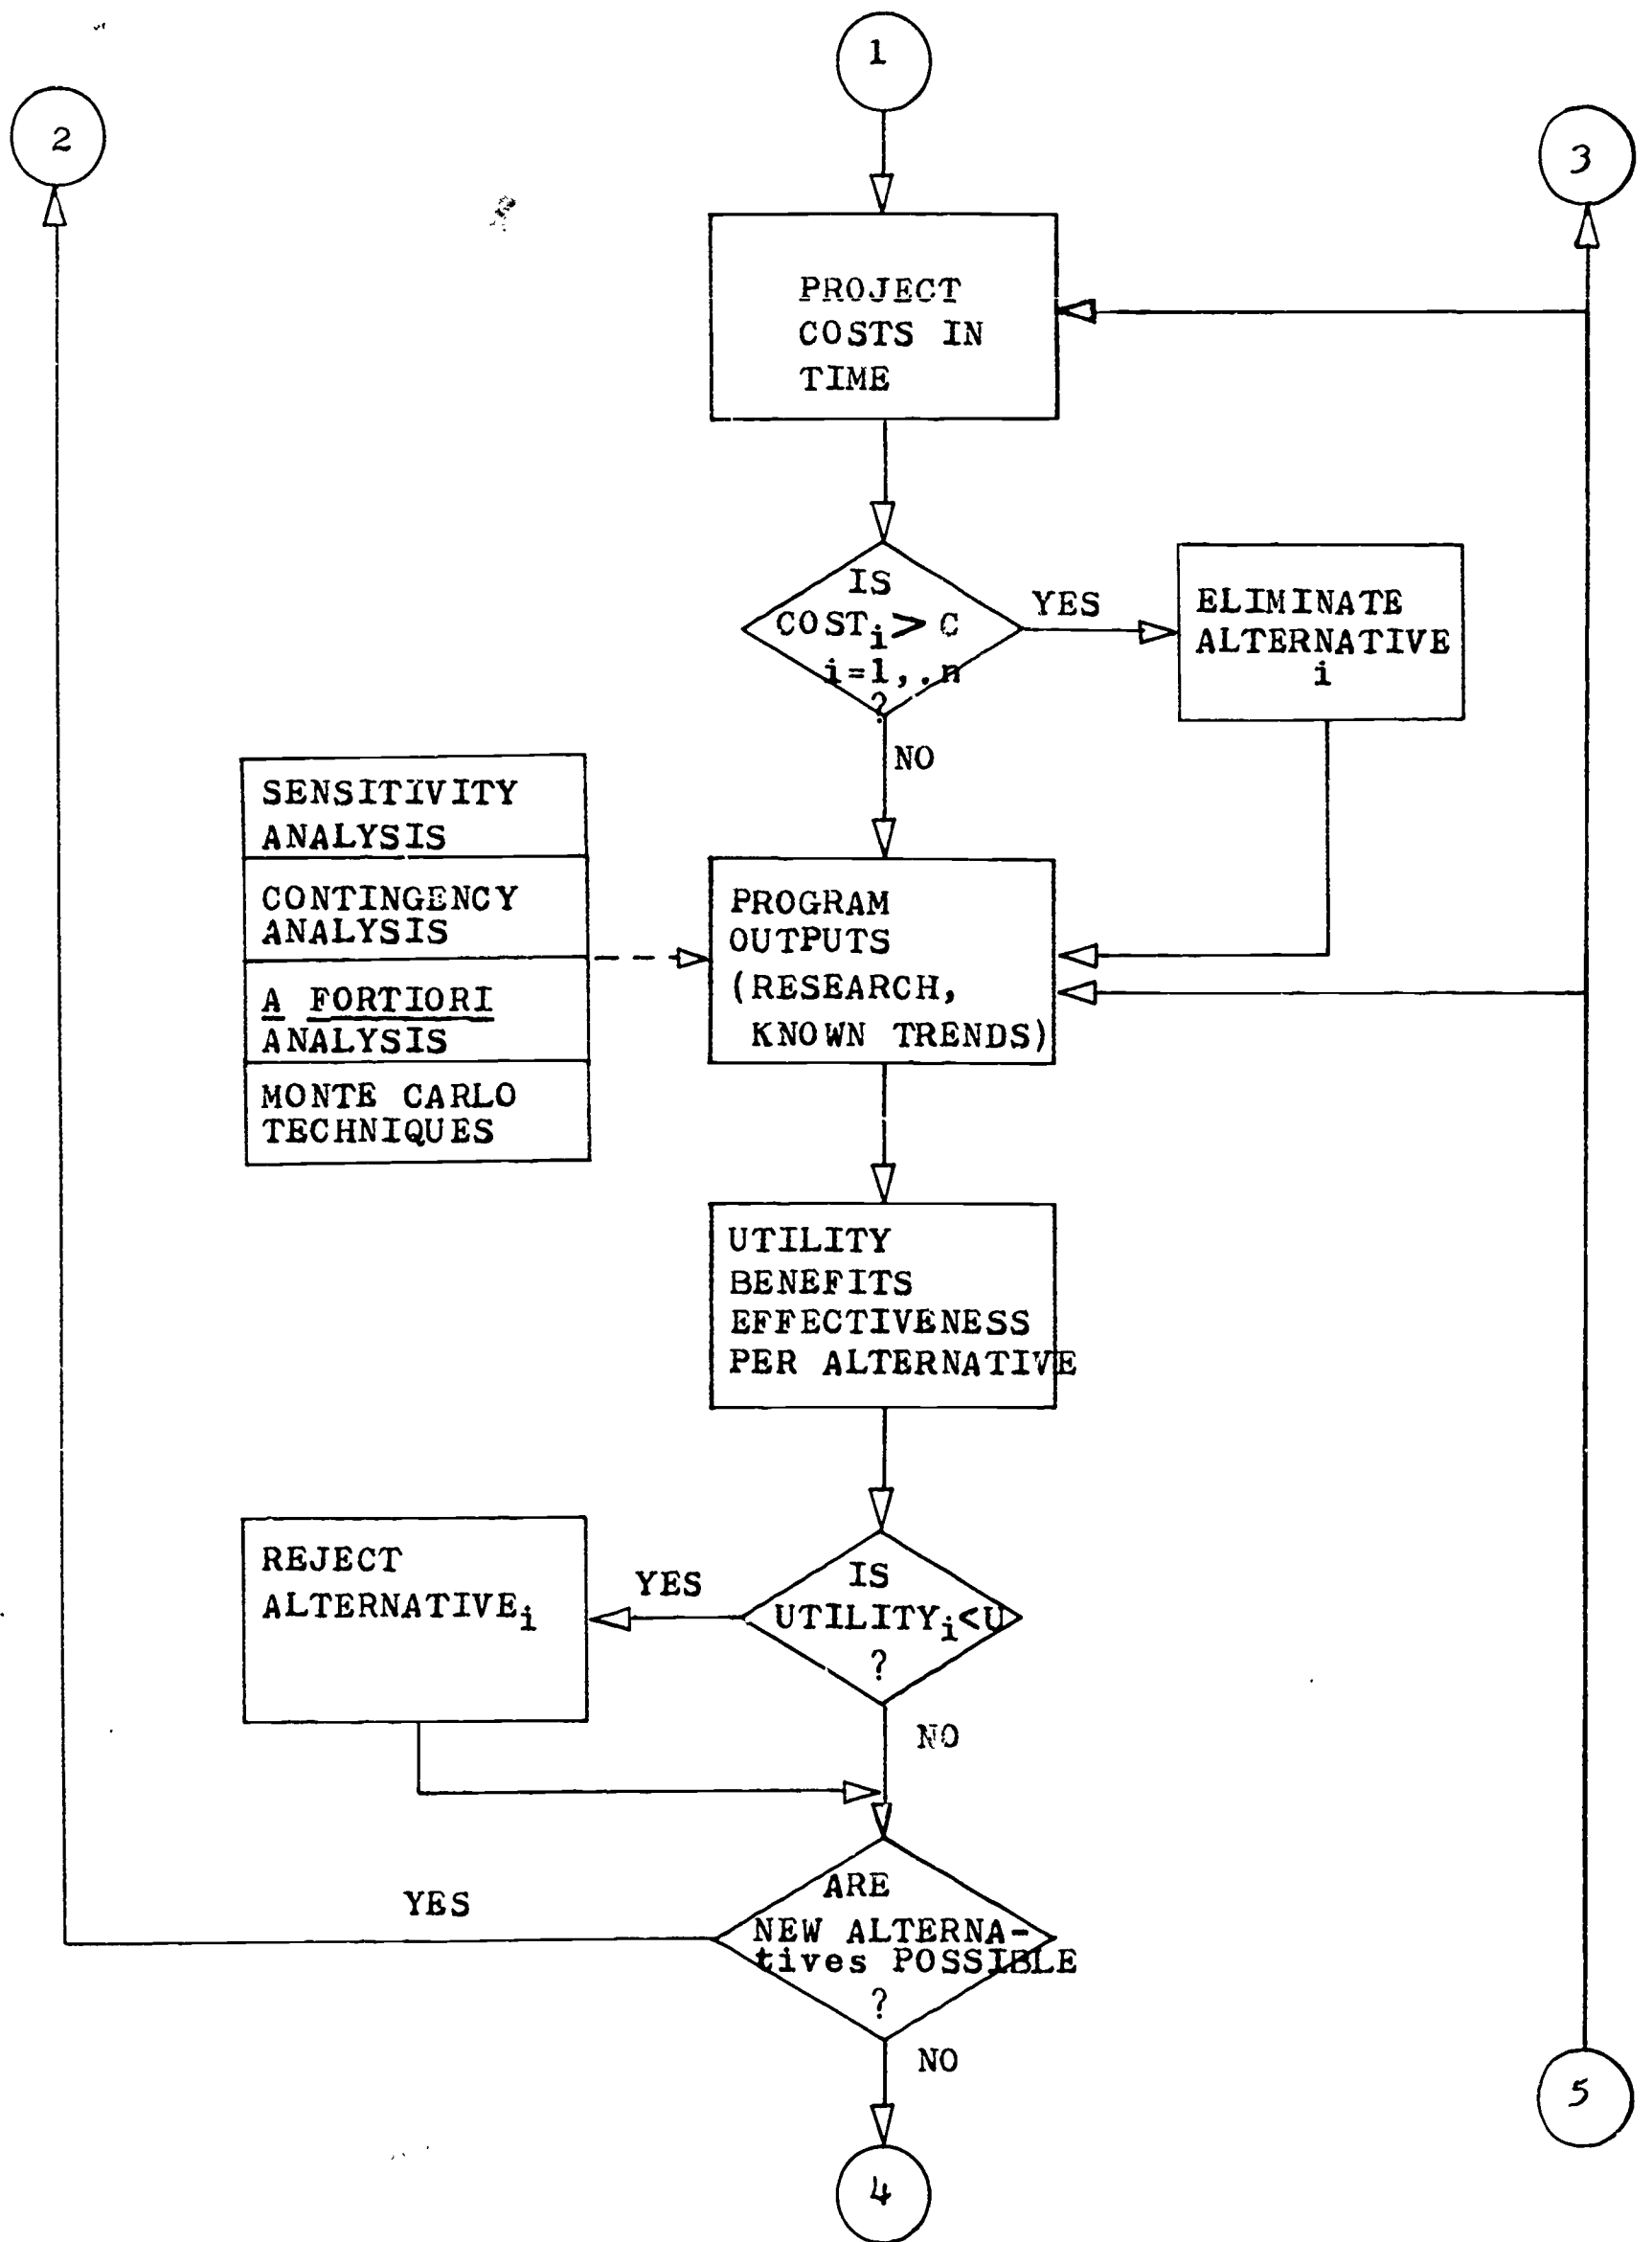 1
2
3
PROJECT
COSTS IN
TIME
IS
COSTi > C
i=1,.n
?
YES
ELIMINATE
ALTERNATIVE
i
NO
SENSITIVITY
ANALYSIS
CONTINGENCY
ANALYSIS
A FORTIORI
ANALYSIS
MONTE CARLO
TECHNIQUES
PROGRAM
OUTPUTS
(RESEARCH,
KNOWN TRENDS)
UTILITY
BENEFITS
EFFECTIVENESS
PER ALTERNATIVE
IS
UTILITYi<U
?
YES
REJECT
ALTERNATIVEi
NO
ARE
NEW ALTERNA-
tives POSSIBLE
?
YES
NO
5
4